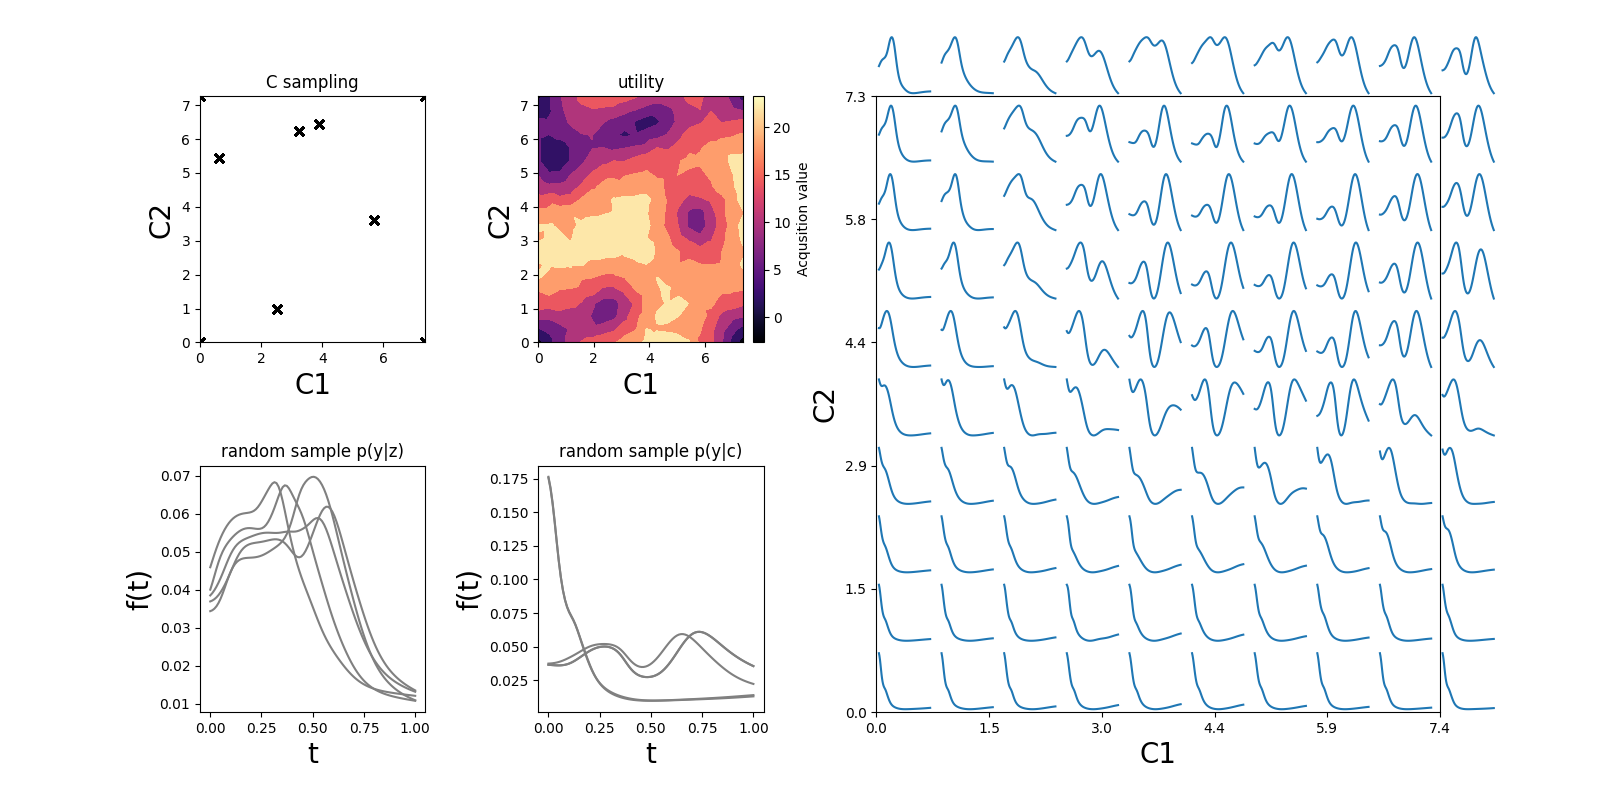 C sampling
7
6
5
4
3
2
1
0
C2
0 2 4 6
C1
utility
7
6
5
4
3
2
1
0
C2
0 2 4 6
C1
20
15
10
5
0
Acqusition value
random sample p(y|z)
0.07
0.06
0.05
0.04
0.03
0.02
0.01
f(t)
0.00 0.25 0.50 0.75 1.00
t
random sample p(y|c)
0.175
0.150
0.125
0.100
0.075
0.050
0.025
f(t)
0.00 0.25 0.50 0.75 1.00
t
7.3
5.8
4.4
2.9
1.5
0.0
C2
0.0 1.5 3.0 4.4 5.9 7.4
C1